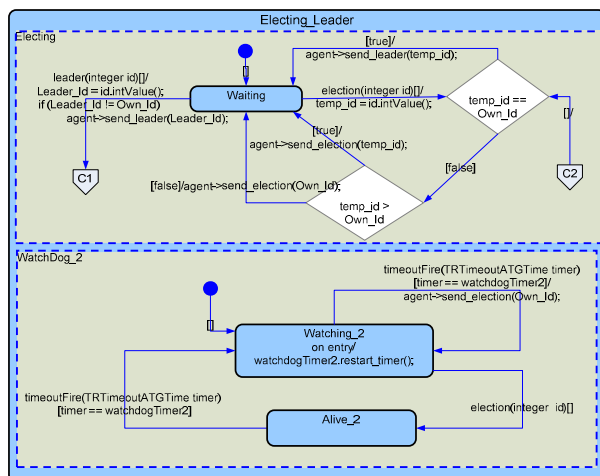 Electing_Leader
Electing
[true]/
agent->send_leader(temp_id);
[]
leader(integer id)[]/
Leader_Id = id.intValue();
if (Leader_Id != Own_Id)
agent->send_leader(Leader_Id);
Waiting
election(integer id)[]/
temp_id = id.intValue();
temp_id ==
Own_Id
[]/
[true]/
agent->send_election(temp_id);
[false]
C1
C2
[false]/agent->send_election(Own_Id);
temp_id >
Own_Id
WatchDog_2
timeoutFire(TRTimeoutATGTime timer)
[timer == watchdogTimer2]/
agent->send_election(Own_Id);
[]
Watching_2
on entry/
watchdogTimer2.restart_timer();
timeoutFire(TRTimeoutATGTime timer)
[timer == watchdogTimer2]
Alive_2
election(integer id)[]